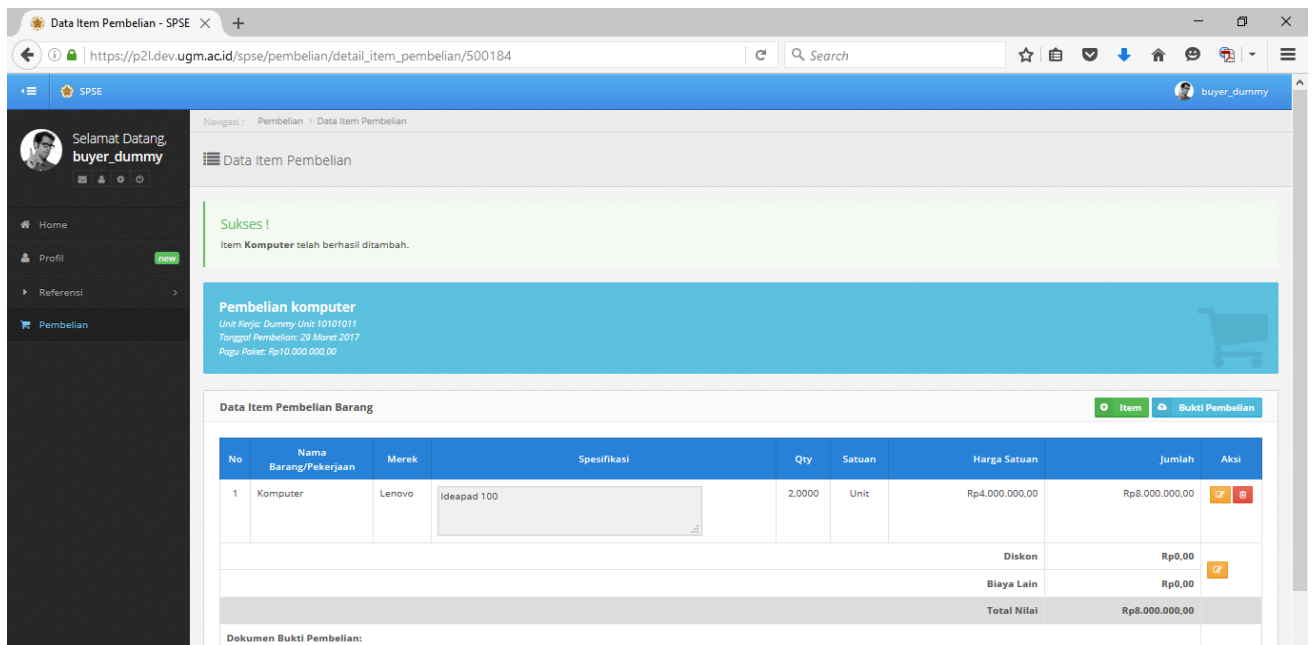 Data Item Pembelian - SPSE
https://p2l.dev.ugm.ac.id/spse/pembelian/detail_item_pembelian/500184
Search
SPSE
buyer_dummy
Selamat Datang,
buyer_dummy
Home
Profil new
Referensi
Pembelian
Navigasi : Pembelian > Data Item Pembelian
Data Item Pembelian
Sukses !
Item Komputer telah berhasil ditambah.
Pembelian komputer
Unit Kerja: Dummy Unit 10101011
Tanggal Pembelian: 29 Maret 2017
Pagu Paket: Rp10.000.000,00
Data Item Pembelian Barang
Item Bukti Pembelian
No Nama Barang/Pekerjaan Merek Spesifikasi Qty Satuan Harga Satuan Jumlah Aksi
1 Komputer Lenovo Ideapad 100 2,0000 Unit Rp4.000.000,00 Rp8.000.000,00
Diskon Rp0,00
Biaya Lain Rp0,00
Total Nilai Rp8.000.000,00
Dokumen Bukti Pembelian: